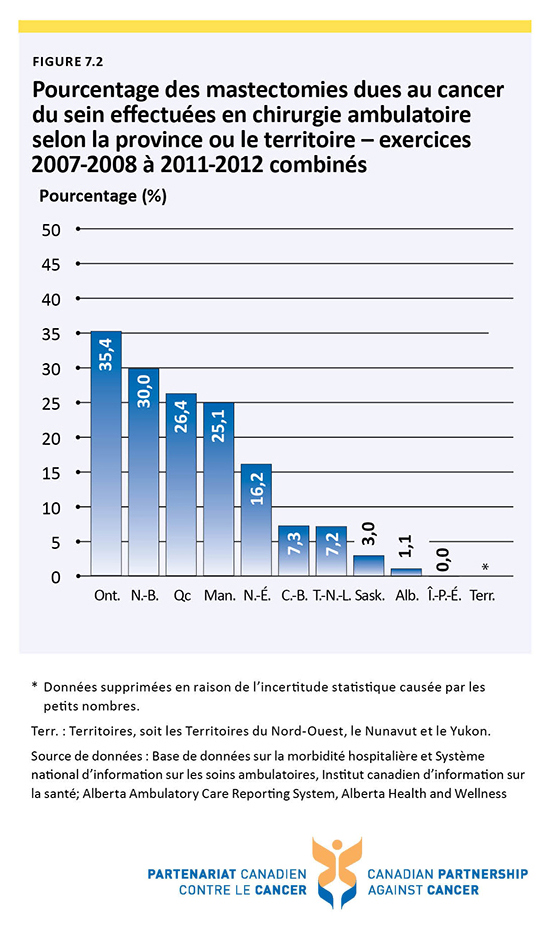 FIGURE 7.2
Pourcentage des mastectomies dues au cancer
du sein effectuées en chirurgie ambulatoire
selon la province ou le territoire – exercices
2007-2008 à 2011-2012 combinés
Pourcentage (%)
50
45
40
35
30
25
20
15
10
5
0
35,4
30,0
26,4
25,1
16,2
7,3
7,2
3,0
1,1
0,0
*
Ont. N.-B. Qc Man. N.-É. C.-B. T.-N.-L. Sask. Alb. Î.-P.-É. Terr.
* Données supprimées en raison de l’incertitude statistique causée par les
petits nombres.
Terr. : Territoires, soit les Territoires du Nord-Ouest, le Nunavut et le Yukon.
Source de données : Base de données sur la morbidité hospitalière et Système
national d’information sur les soins ambulatoires, Institut canadien d’information sur
la santé; Alberta Ambulatory Care Reporting System, Alberta Health and Wellness
PARTENARIAT CANADIEN
CONTRE LE CANCER
CANADIAN PARTNERSHIP
AGAINST CANCER